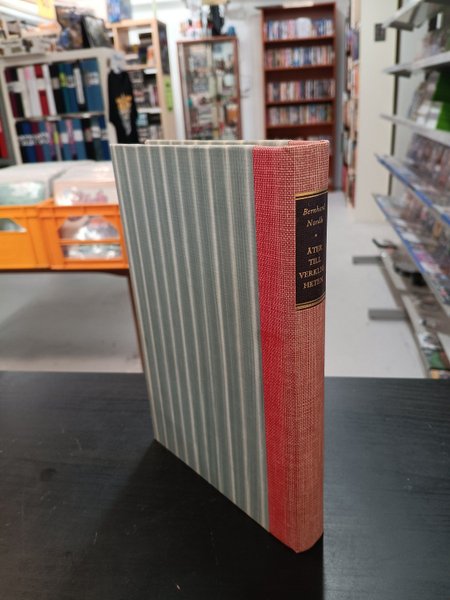 Bernhard
Nordh
ÅTER
TILL
VERKLIG
HETEN